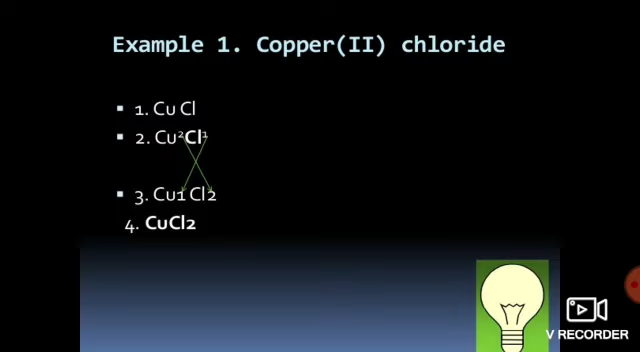 Example 1. Copper(II) chloride
1. Cu Cl
2. Cu²Cl¹
3. Cu1 Cl2
4. CuCl2
V RECORDER